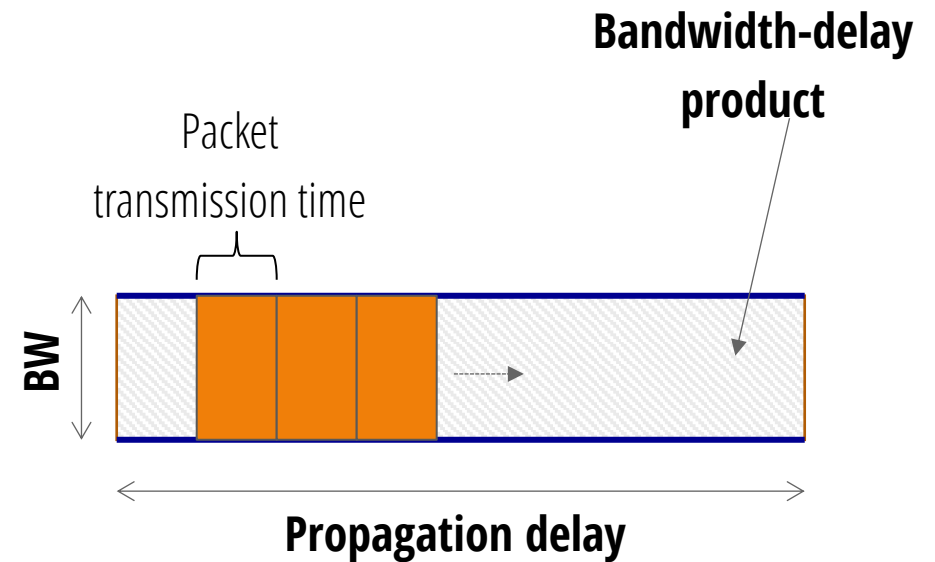 Bandwidth-delay
product
Packet
transmission time
BW
Propagation delay